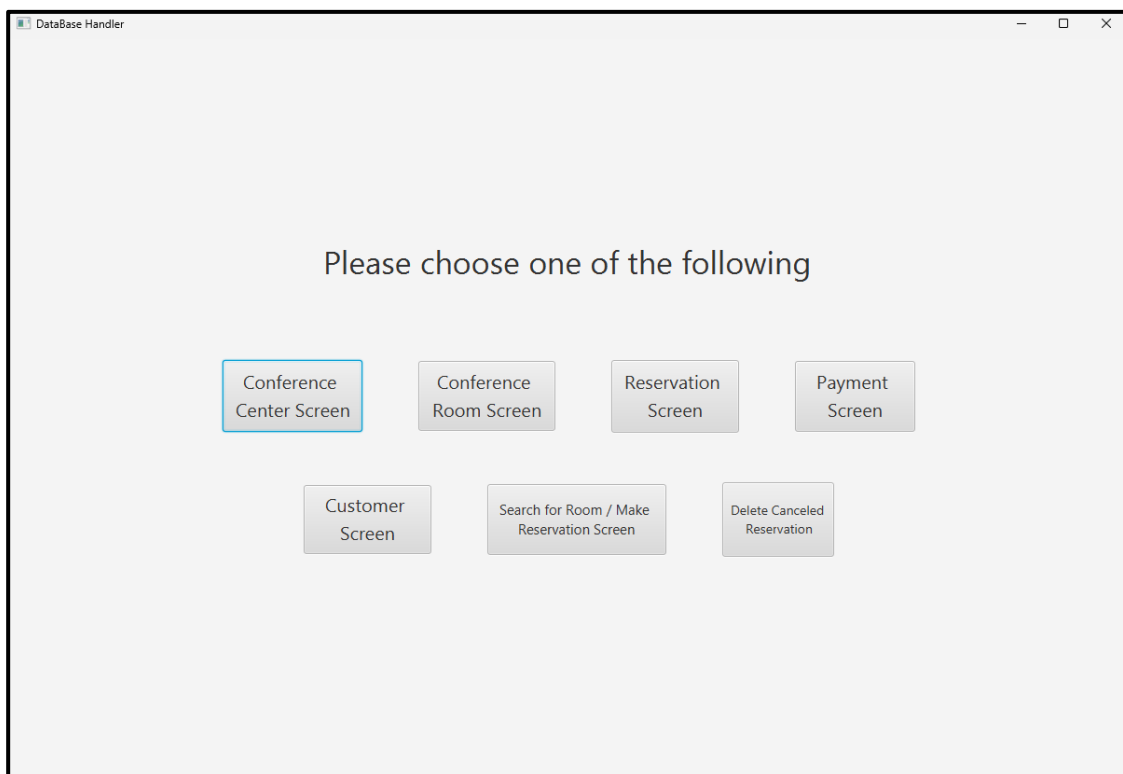 DataBase Handler
Please choose one of the following
Conference
Center Screen
Conference
Room Screen
Reservation
Screen
Payment
Screen
Customer
Screen
Search for Room / Make
Reservation Screen
Delete Canceled
Reservation